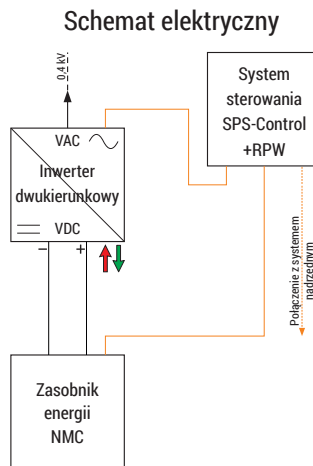 Schemat elektryczny
0,4 kV
System
sterowania
SPS-Control
+RPW
VAC
Inwerter
dwukierunkowy
VDC
− +
Połączenie z systemem
nadrzędnym
Zasobnik
energii
NMC